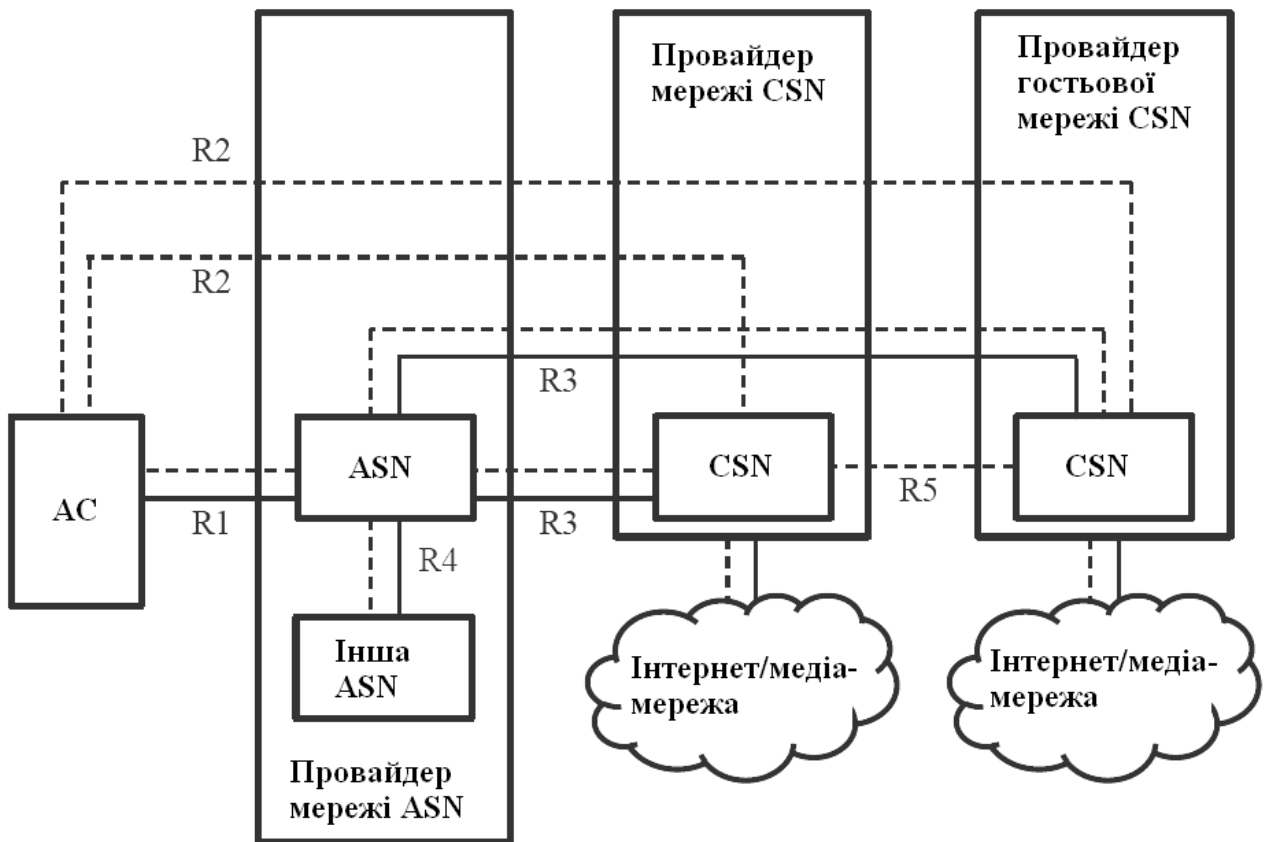 Провайдер
мережі CSN
Провайдер
гостьової
мережі CSN
R2
R2
R3
АС
ASN
CSN
CSN
R1
R3
R5
R4
Інша
ASN
Інтернет/медіа-
мережа
Інтернет/медіа-
мережа
Провайдер
мережі ASN